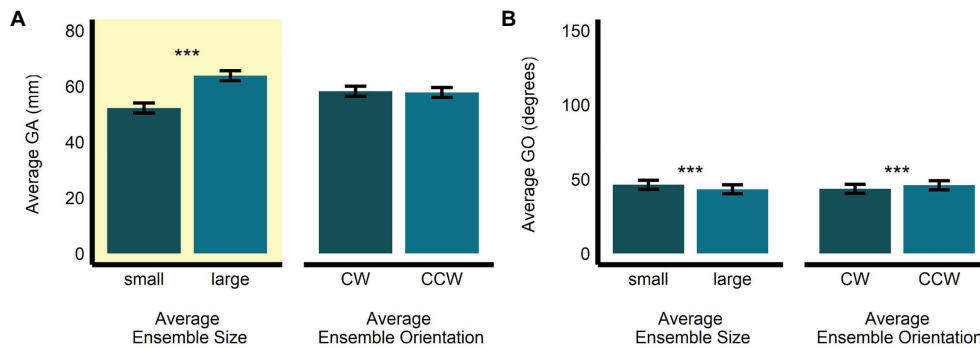 A
Average GA (mm)
80
60
40
20
0
***
small large
Average
Ensemble Size
CW CCW
Average
Ensemble Orientation
B
Average GO (degrees)
150
100
50
0
***
small large
Average
Ensemble Size
***
CW CCW
Average
Ensemble Orientation